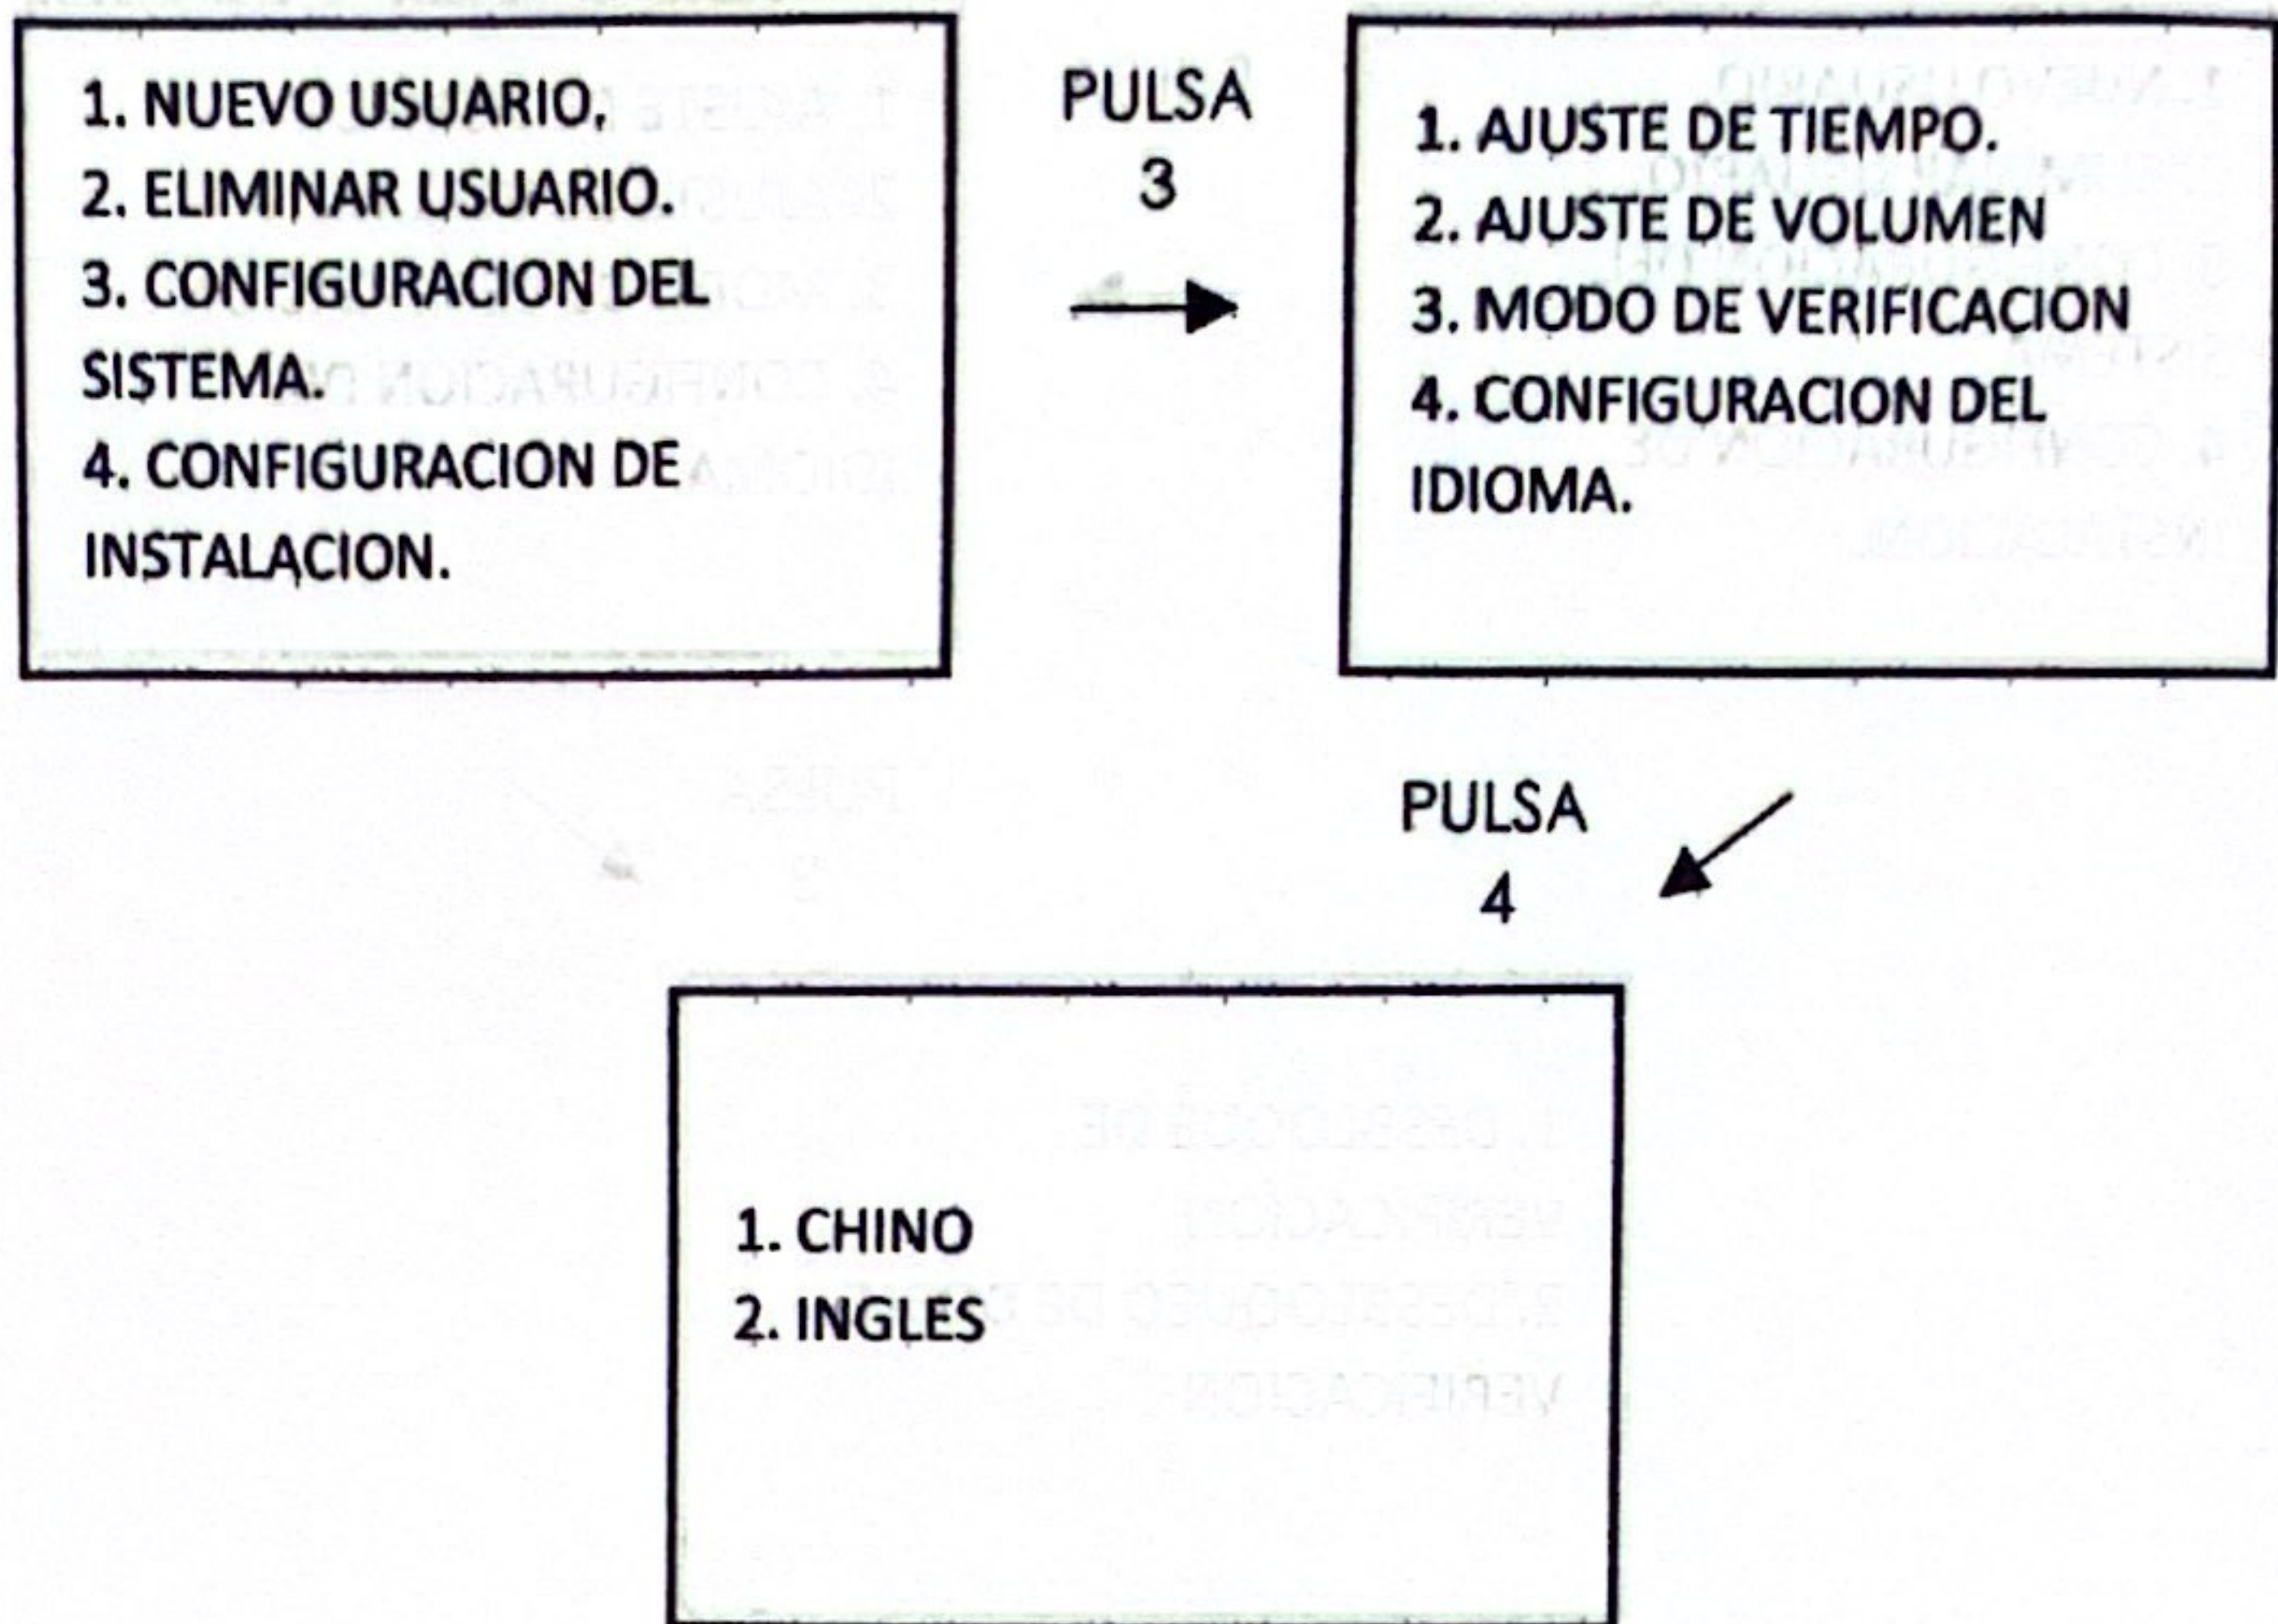 1. NUEVO USUARIO,
2. ELIMINAR USUARIO.
3. CONFIGURACION DEL
SISTEMA.
4. CONFIGURACION DE
INSTALACION.
PULSA
3
1. AJUSTE DE TIEMPO.
2. AJUSTE DE VOLUMEN
3. MODO DE VERIFICACION
4. CONFIGURACION DEL
IDIOMA.
PULSA
4
1. CHINO
2. INGLES